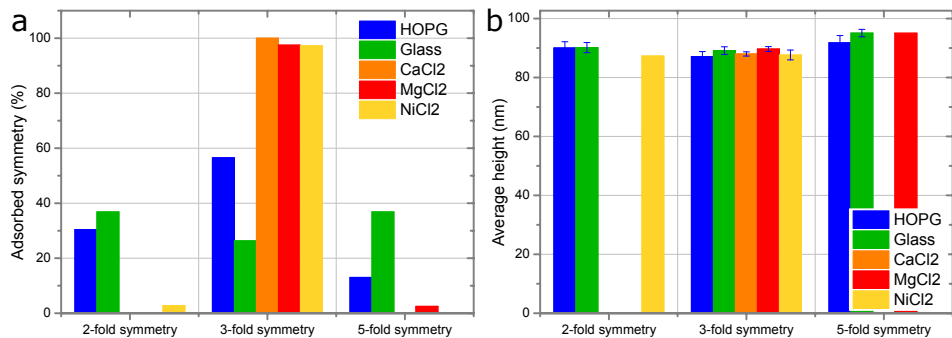 a
Adsorbed symmetry (%)
100
80
60
40
20
0
2-fold symmetry
3-fold symmetry
5-fold symmetry
HOPG
Glass
CaCl2
MgCl2
NiCl2
b
Average height (nm)
100
80
60
40
20
0
2-fold symmetry
3-fold symmetry
5-fold symmetry
HOPG
Glass
CaCl2
MgCl2
NiCl2